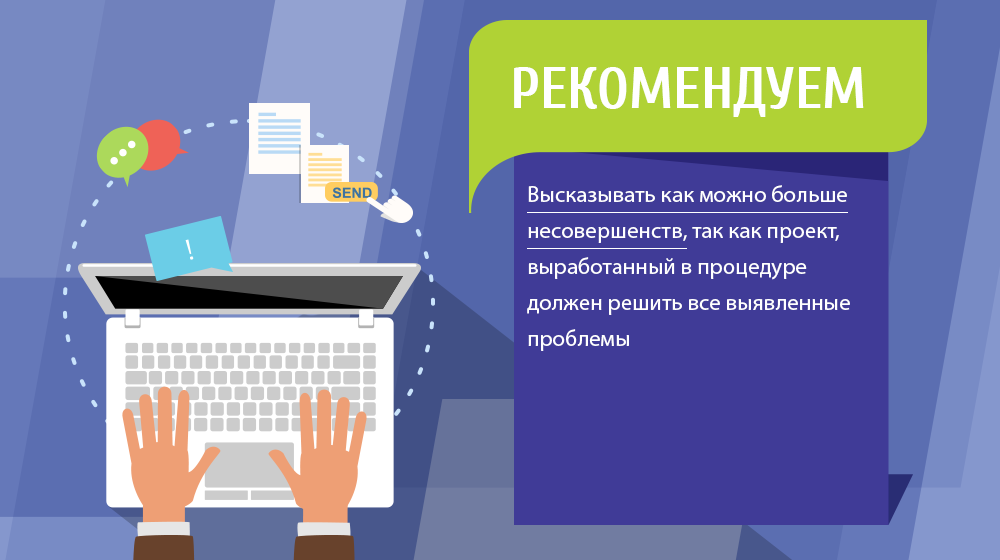 РЕКОМЕНДУЕМ
SEND
!
Высказывать как можно больше
несовершенств, так как проект,
выработанный в процедуре
должен решить все выявленные
проблемы